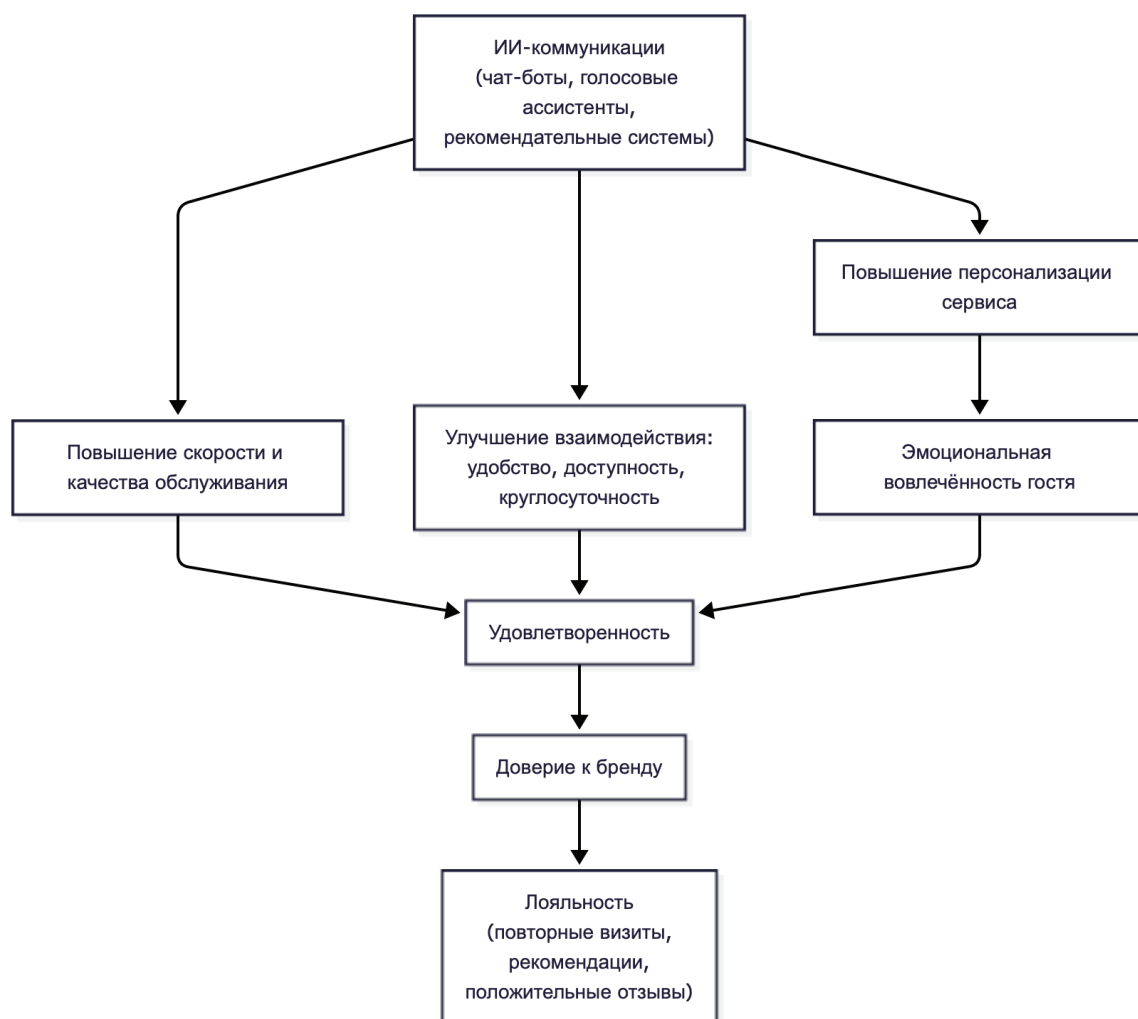 ИИ-коммуникации
(чат-боты, голосовые
ассистенты,
рекомендательные системы)
Повышение персонализации
сервиса
Повышение скорости и
качества обслуживания
Улучшение взаимодействия:
удобство, доступность,
круглосуточность
Эмоциональная
вовлечённость гостя
Удовлетворенность
Доверие к бренду
Лояльность
(повторные визиты,
рекомендации,
положительные отзывы)